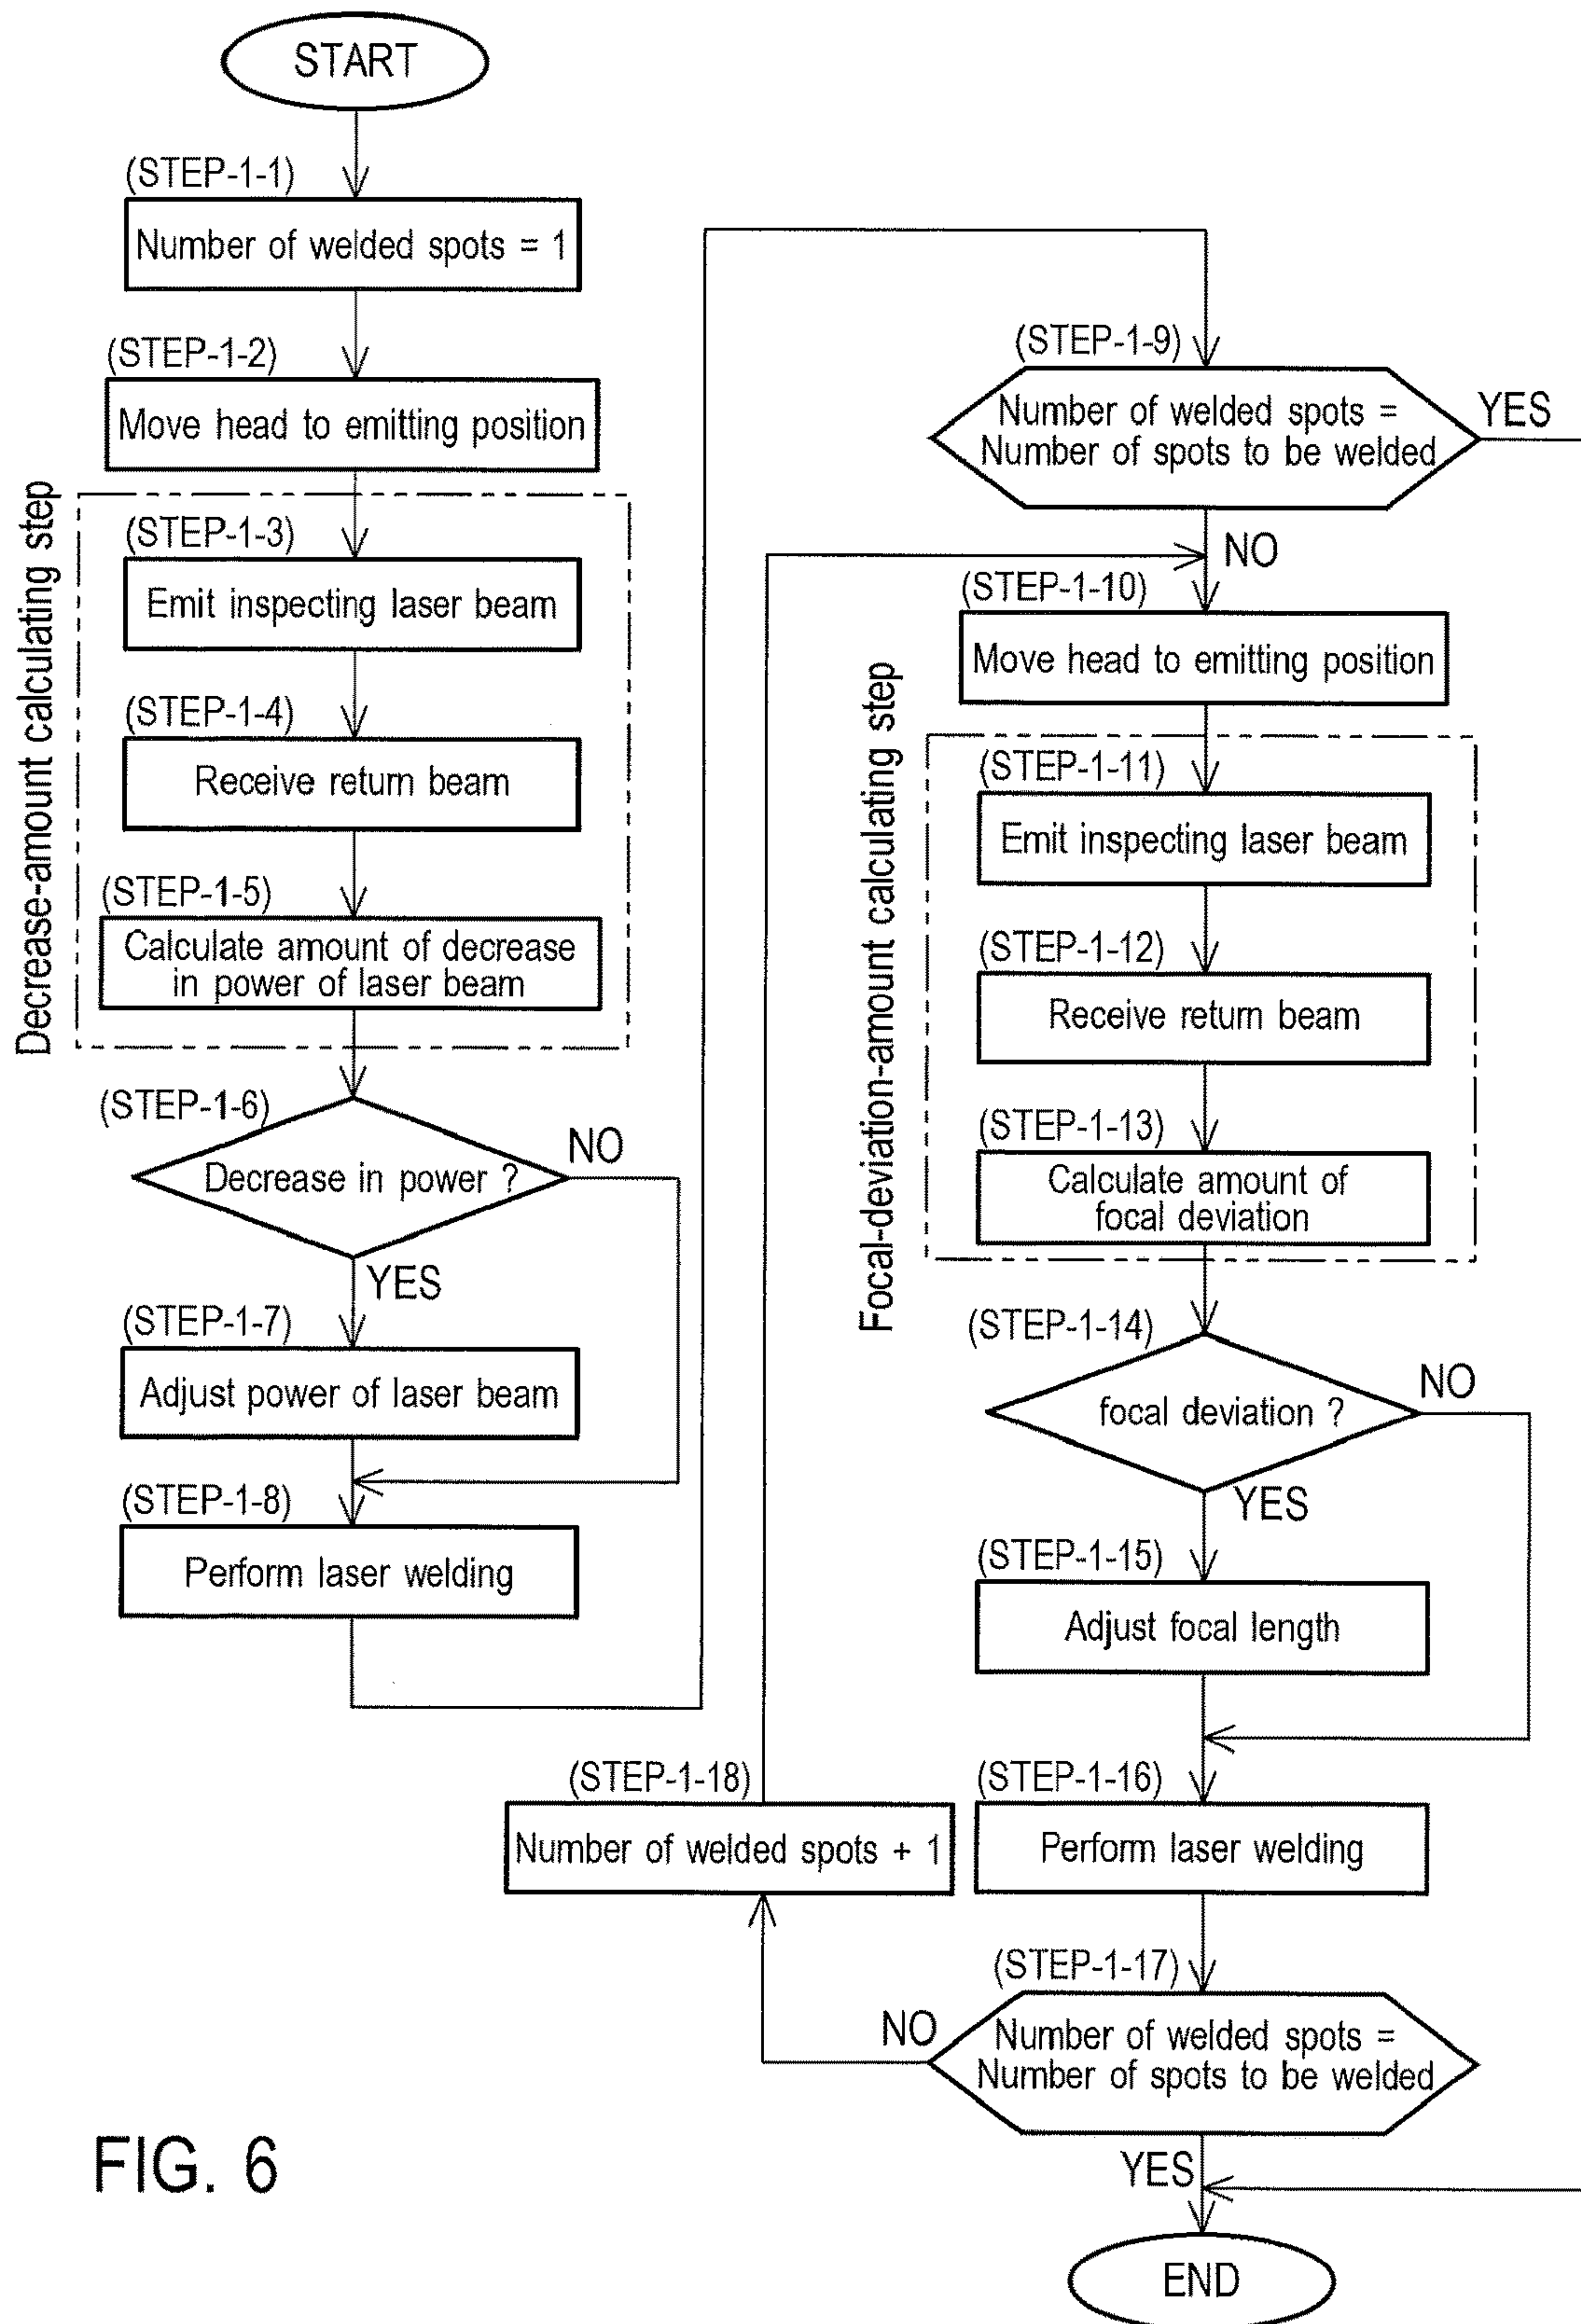 START
(STEP-1-1)
Number of welded spots = 1
(STEP-1-2)
Move head to emitting position
Decrease-amount calculating step
(STEP-1-3)
Emit inspecting laser beam
(STEP-1-4)
Receive return beam
(STEP-1-5)
Calculate amount of decrease
in power of laser beam
(STEP-1-6)
Decrease in power ?
NO
YES
(STEP-1-7)
Adjust power of laser beam
(STEP-1-8)
Perform laser welding
(STEP-1-9)
Number of welded spots =
Number of spots to be welded
YES
NO
(STEP-1-10)
Move head to emitting position
Focal-deviation-amount calculating step
(STEP-1-11)
Emit inspecting laser beam
(STEP-1-12)
Receive return beam
(STEP-1-13)
Calculate amount of
focal deviation
(STEP-1-14)
focal deviation ?
NO
YES
(STEP-1-15)
Adjust focal length
(STEP-1-16)
Perform laser welding
(STEP-1-17)
Number of welded spots =
Number of spots to be welded
NO
(STEP-1-18)
Number of welded spots + 1
YES
END
FIG. 6